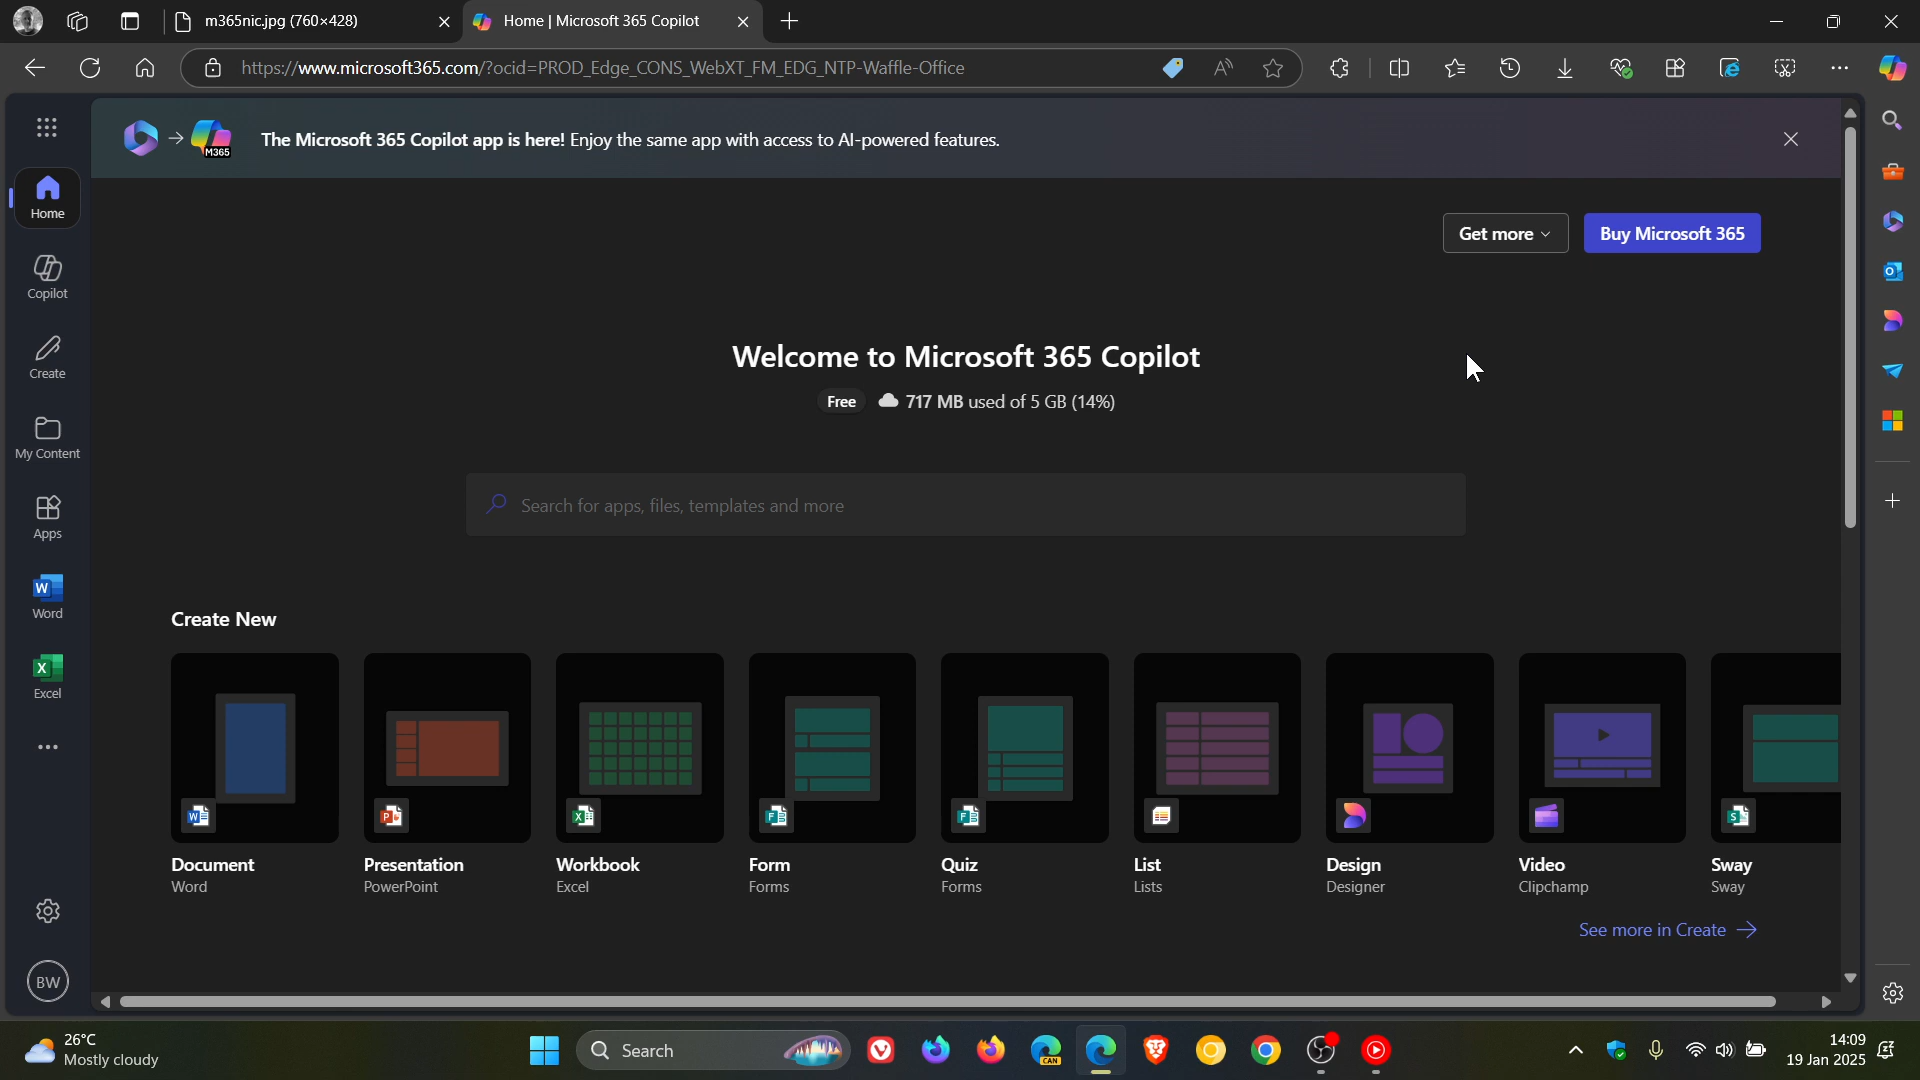 m365nic.jpg (760×428)
Home | Microsoft 365 Copilot
https://www.microsoft365.com/?ocid=PROD_Edge_CONS_WebXT_FM_EDG_NTP-Waffle-Office
M365
The Microsoft 365 Copilot app is here! Enjoy the same app with access to AI-powered features.
Home
Copilot
Create
My Content
Apps
Word
Excel
BW
Get more
Buy Microsoft 365
Welcome to Microsoft 365 Copilot
Free 717 MB used of 5 GB (14%)
Search for apps, files, templates and more
Create New
Document
Word
Presentation
PowerPoint
Workbook
Excel
Form
Forms
Quiz
Forms
List
Lists
Design
Designer
Video
Clipchamp
Sway
Sway
See more in Create
26°C
Mostly cloudy
Search
CAN
14:09
19 Jan 2025